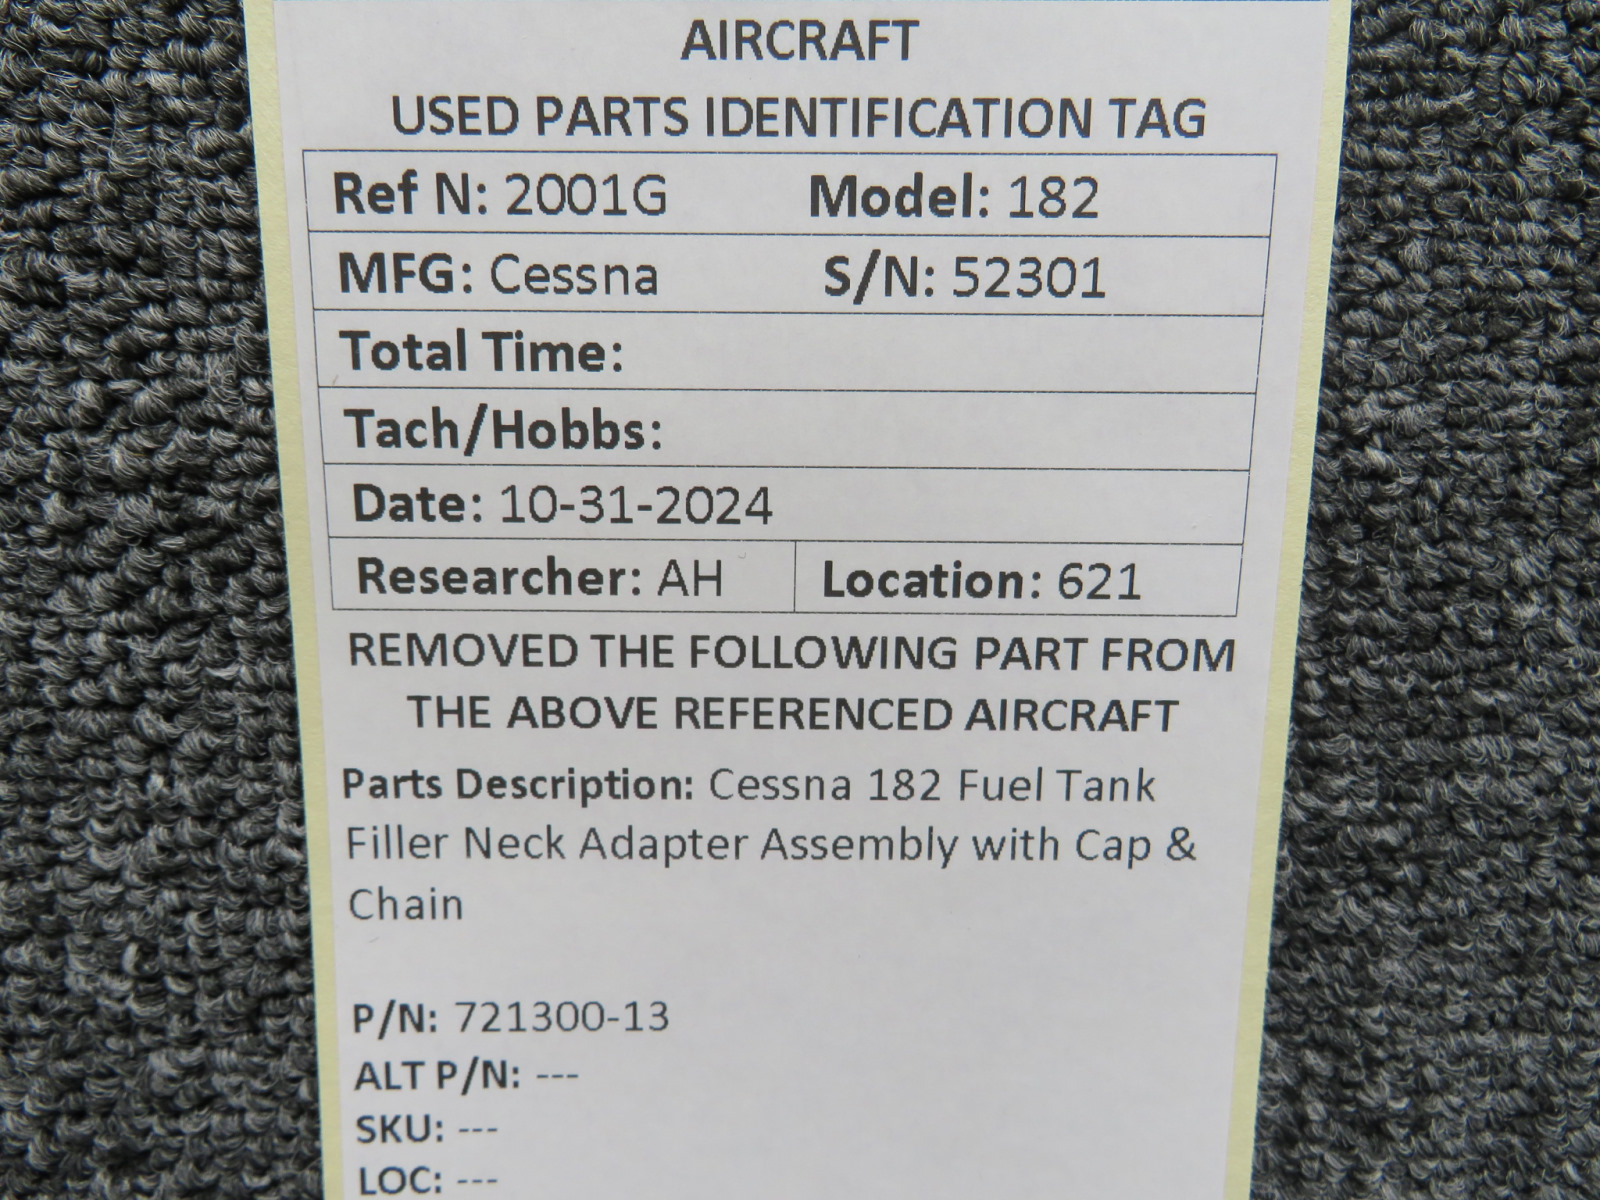 AIRCRAFT
USED PARTS IDENTIFICATION TAG
Ref N: 2001G Model: 182
MFG: Cessna S/N: 52301
Total Time:
Tach/Hobbs:
Date: 10-31-2024
Researcher: AH Location: 621
REMOVED THE FOLLOWING PART FROM
THE ABOVE REFERENCED AIRCRAFT
Parts Description: Cessna 182 Fuel Tank
Filler Neck Adapter Assembly with Cap &
Chain
P/N: 721300-13
ALT P/N: ---
SKU: ---
LOC: ---